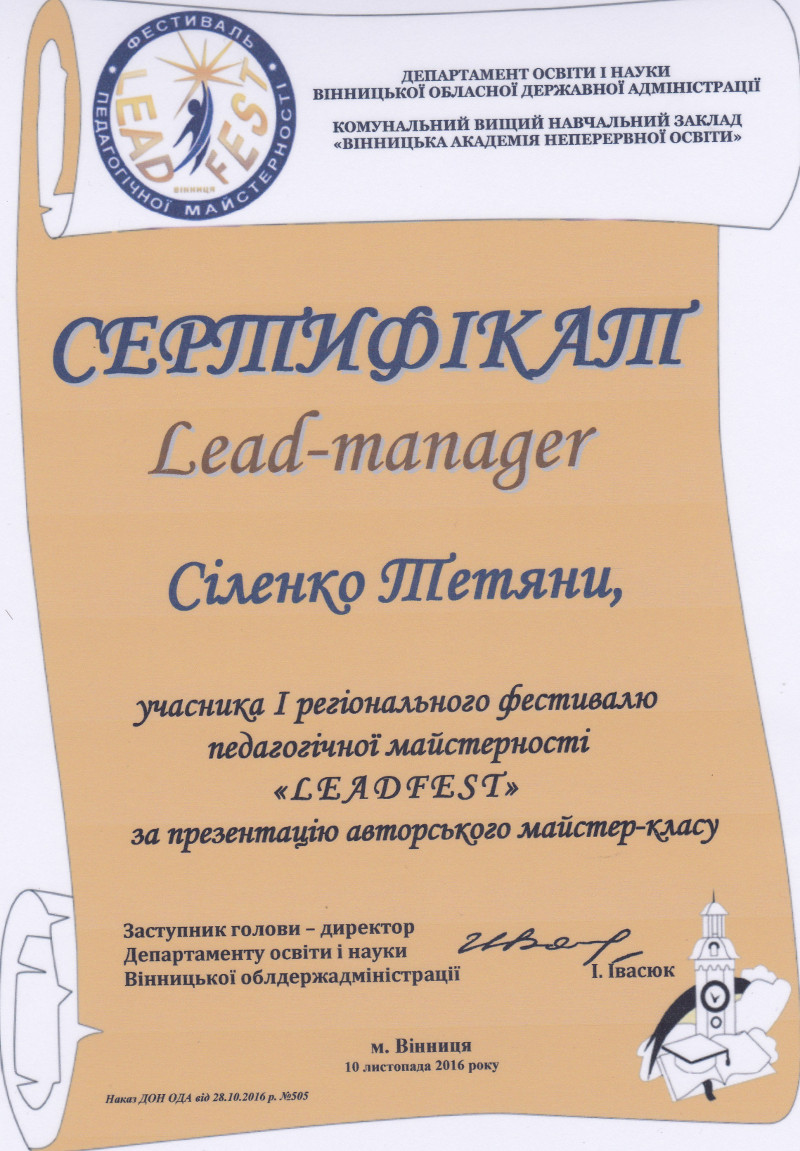 ФЕСТИВАЛЬ
ПЕДАГОГІЧНОЇ МАЙСТЕРНОСТІ
LEAD
FEST
ВІННИЦЯ
ДЕПАРТАМЕНТ ОСВІТИ І НАУКИ
ВІННИЦЬКОЇ ОБЛАСНОЇ ДЕРЖАВНОЇ АДМІНІСТРАЦІЇ
КОМУНАЛЬНИЙ ВИЩИЙ НАВЧАЛЬНИЙ ЗАКЛАД
«ВІННИЦЬКА АКАДЕМІЯ НЕПЕРЕРВНОЇ ОСВІТИ»
СЕРТИФІКАТ
Lead-manager
Сіленко Тетяни,
учасника І регіонального фестивалю
педагогічної майстерності
«LEADFEST»
за презентацію авторського майстер-класу
Заступник голови – директор
Департаменту освіти і науки
Вінницької облдержадміністрації
І. Івасюк
м. Вінниця
10 листопада 2016 року
Наказ ДОН ОДА від 28.10.2016 р. №505